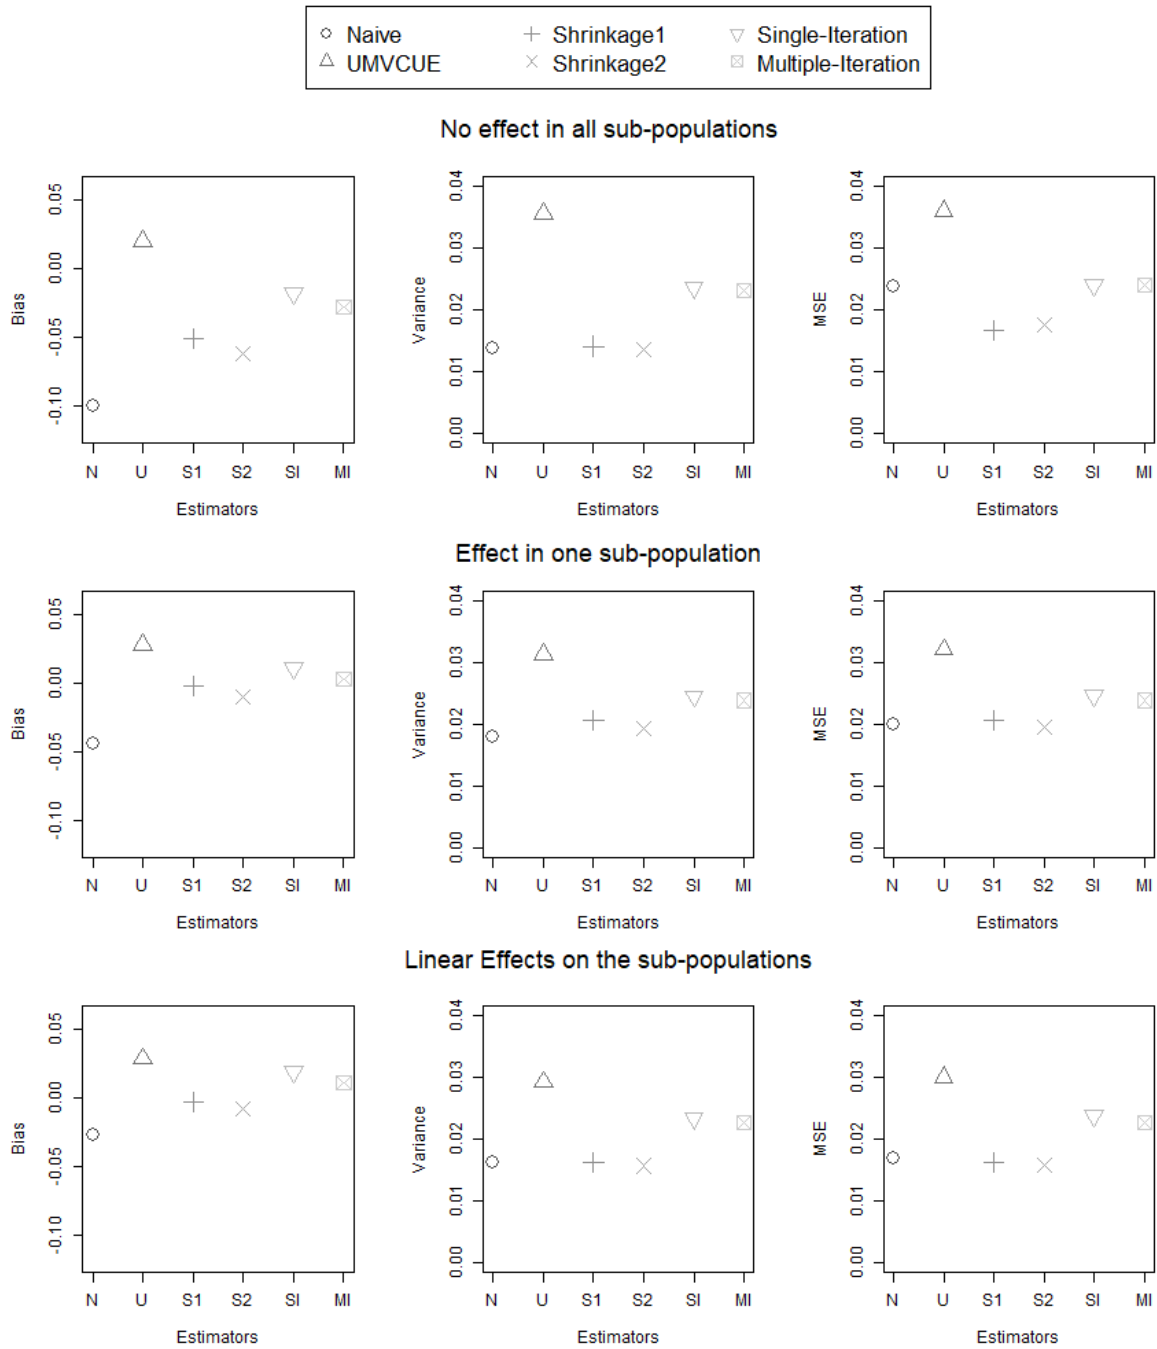 Naive Shrinkage1 Single-Iteration
UMVCUE Shrinkage2 Multiple-Iteration
No effect in all sub-populations
Bias
0.05
0.00
-0.05
-0.10
N U S1 S2 SI MI
Estimators
Variance
0.04
0.03
0.02
0.01
0.00
N U S1 S2 SI MI
Estimators
MSE
0.04
0.03
0.02
0.01
0.00
N U S1 S2 SI MI
Estimators
Effect in one sub-population
Bias
0.05
0.00
-0.05
-0.10
N U S1 S2 SI MI
Estimators
Variance
0.04
0.03
0.02
0.01
0.00
N U S1 S2 SI MI
Estimators
MSE
0.04
0.03
0.02
0.01
0.00
N U S1 S2 SI MI
Estimators
Linear Effects on the sub-populations
Bias
0.05
0.00
-0.05
-0.10
N U S1 S2 SI MI
Estimators
Variance
0.04
0.03
0.02
0.01
0.00
N U S1 S2 SI MI
Estimators
MSE
0.04
0.03
0.02
0.01
0.00
N U S1 S2 SI MI
Estimators